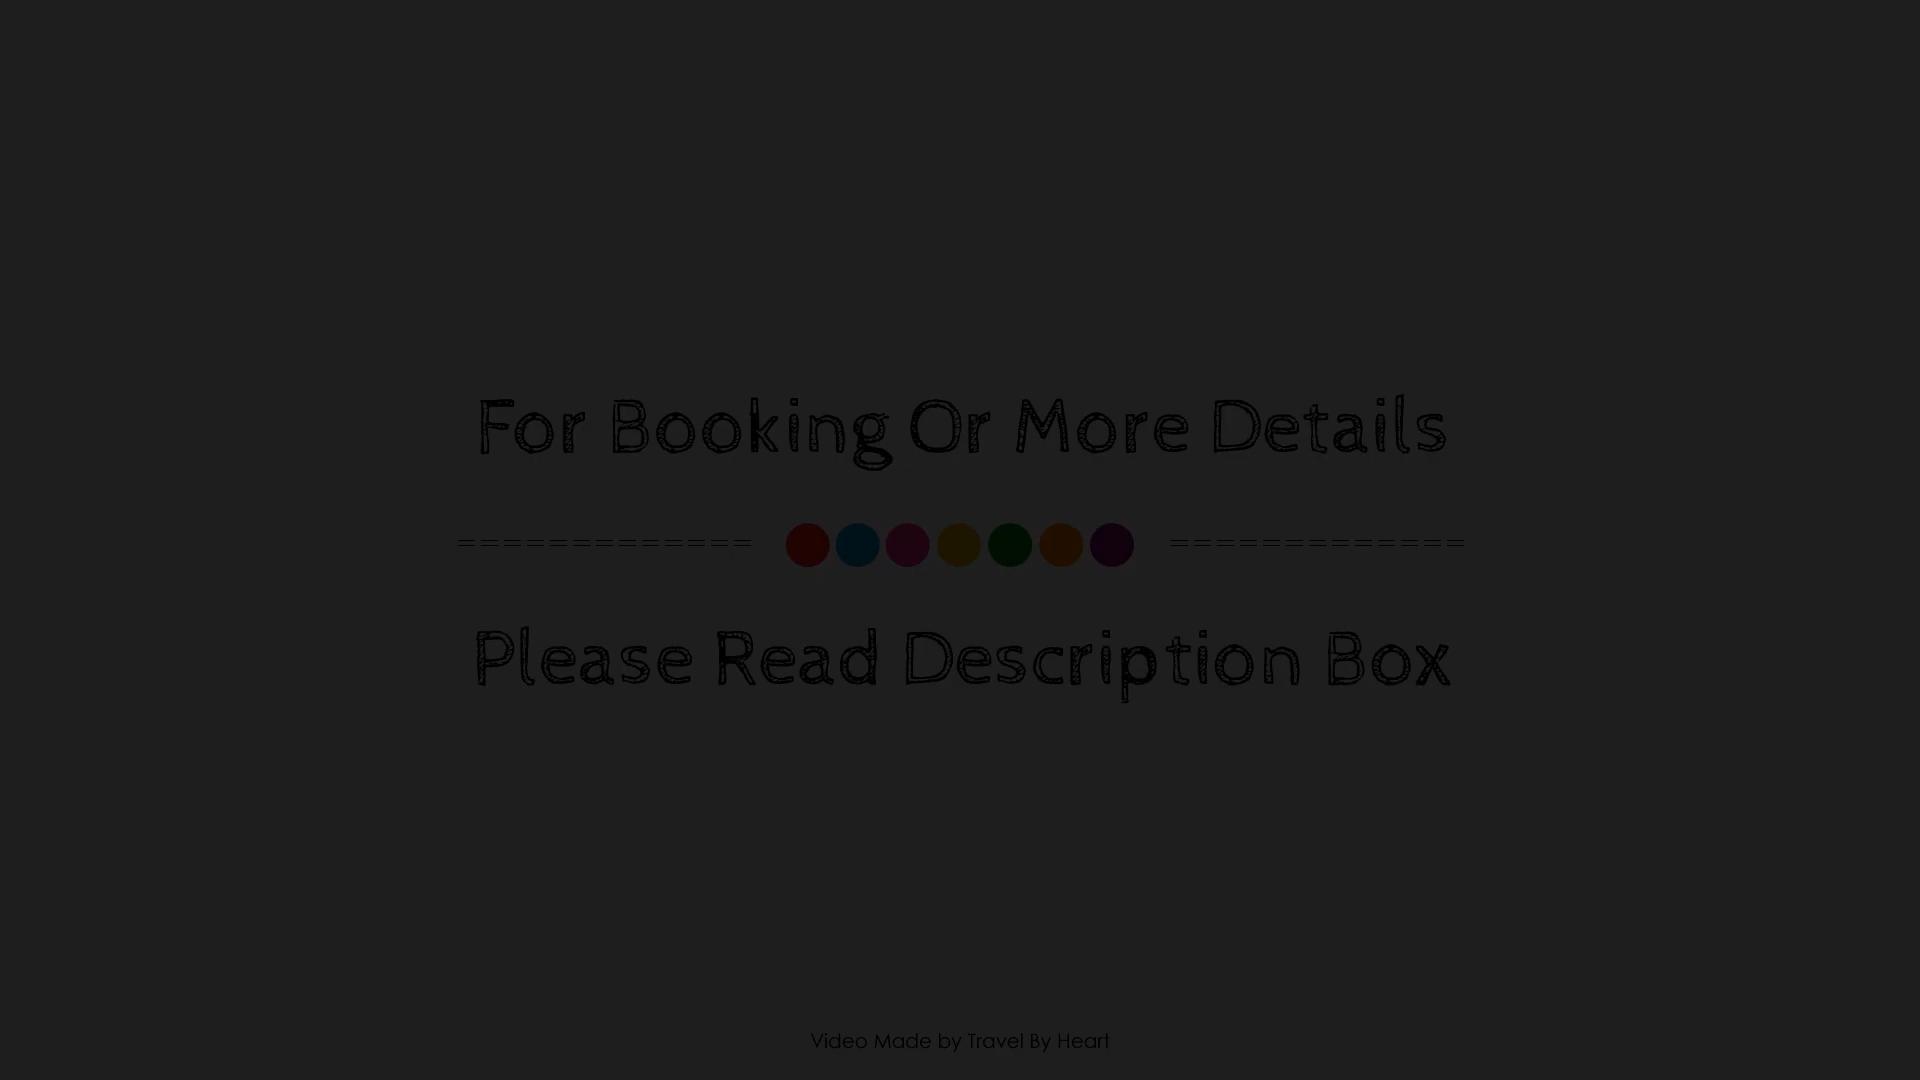 For Booking Or More Details
============= =============
Please Read Description Box
Video Made by Travel By Heart